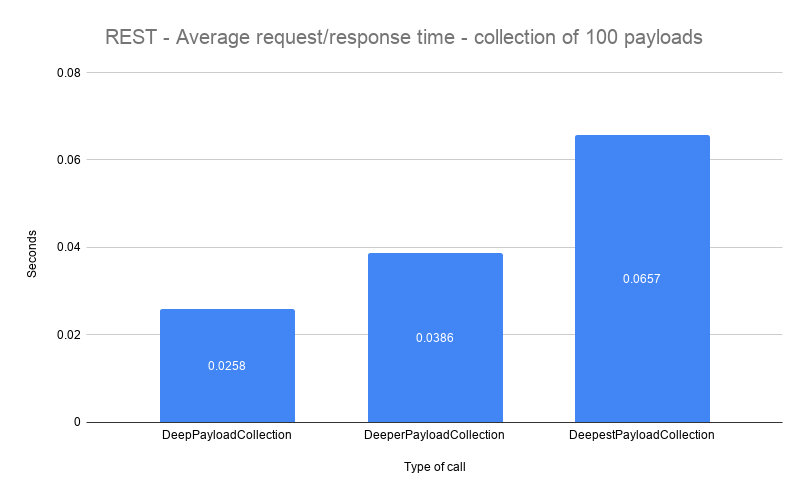 REST - Average request/response time - collection of 100 payloads
0.08
0.06
0.04
0.02
0
Seconds
0.0258
0.0386
0.0657
DeepPayloadCollection
DeeperPayloadCollection
DeepestPayloadCollection
Type of call